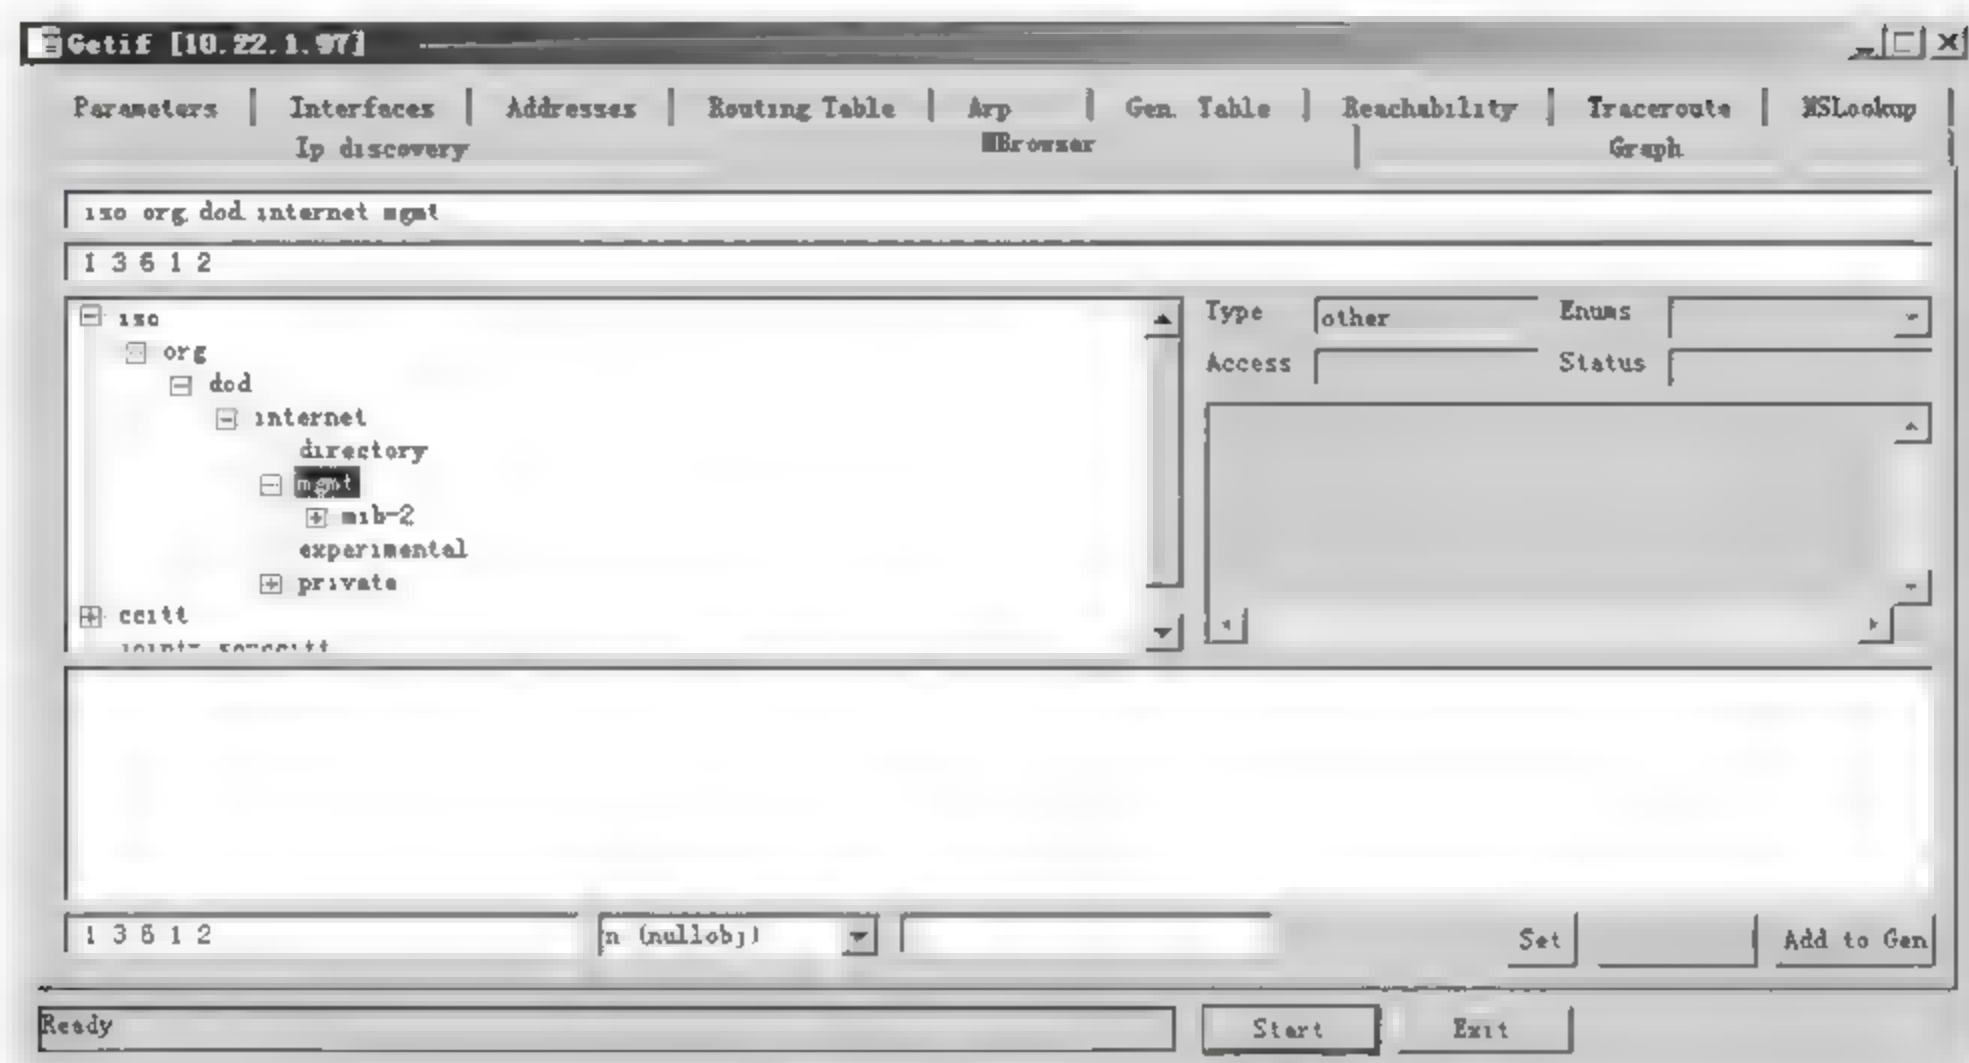 Getif [10.22.1.97]
Parameters Interfaces Addresses Routing Table Arp Gen. Table Reachability Traceroute NSLookup
Ip discovery MBrowser Graph
iso org dod internet mgmt
1 3 6 1 2
iso
org
dod
internet
directory
mgmt
mib-2
experimental
private
ccitt
Type other Enums
Access Status
1 3 6 1 2 n (nullobj) Set Add to Gen
Ready Start Exit